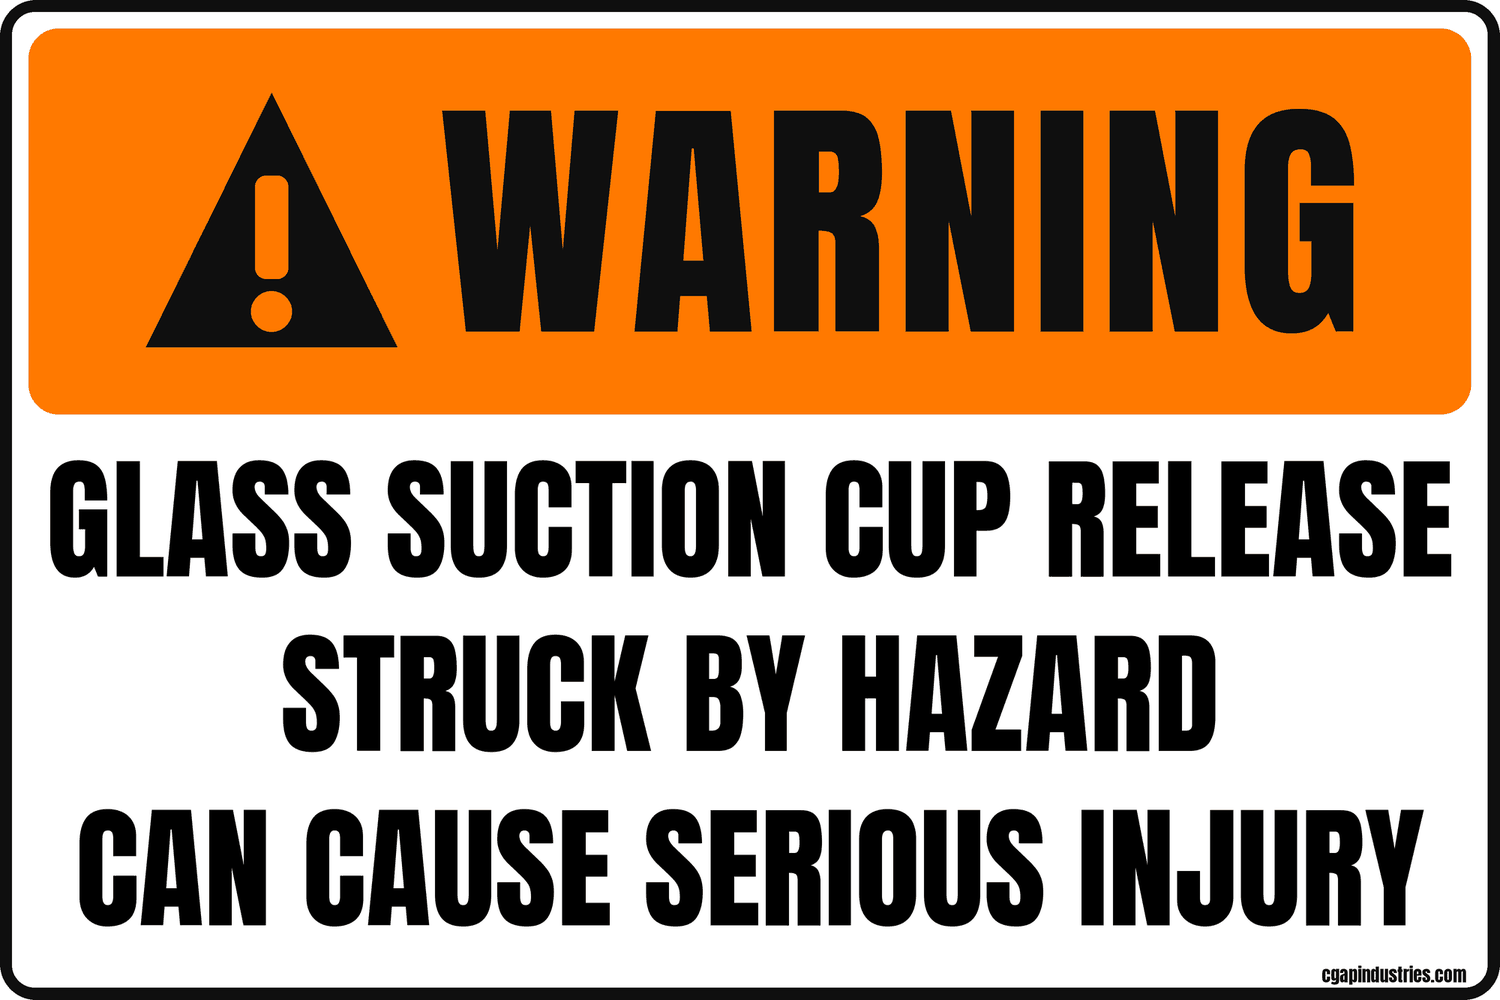 WARNING
GLASS SUCTION CUP RELEASE
STRUCK BY HAZARD
CAN CAUSE SERIOUS INJURY
cgapindustries.com